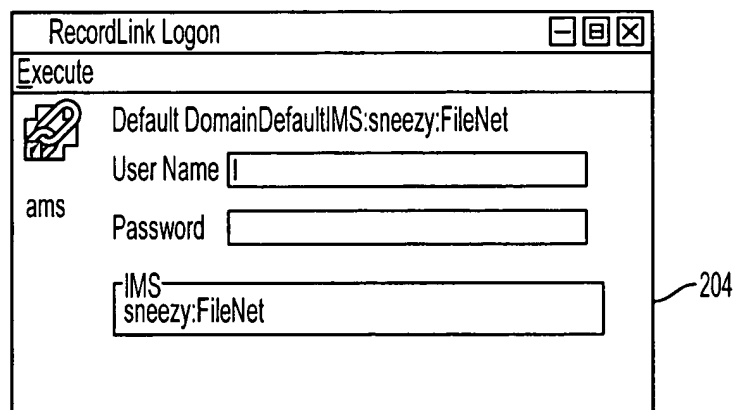 RecordLink Logon
Execute
Default DomainDefaultIMS:sneezy:FileNet
User Name
ams
Password
IMS
sneezy:FileNet
204